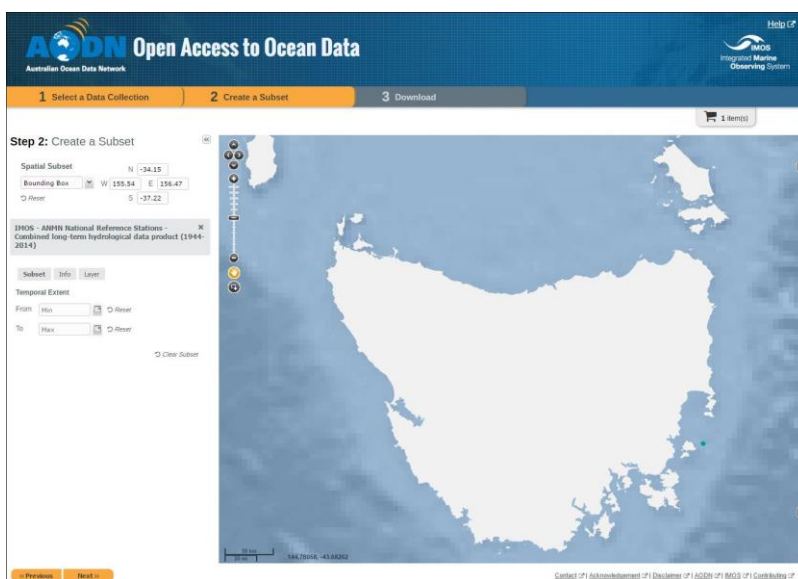 Help
AODN
Australian Ocean Data Network
Open Access to Ocean Data
IMOS
Integrated Marine
Observing System
1 Select a Data Collection
2 Create a Subset
3 Download
1 item(s)
Step 2: Create a Subset
Spatial Subset
N -34.15
Bounding Box W 155.54 E 156.47
Reset S -37.22
IMOS - ANMN National Reference Stations -
Combined long-term hydrological data product (1944-
2014)
Subset Info Layer
Temporal Extent
From Min Reset
To Max Reset
Clear Subset
Previous Next
Contact | Acknowledgement | Disclaimer | AODN | IMOS | Contributing